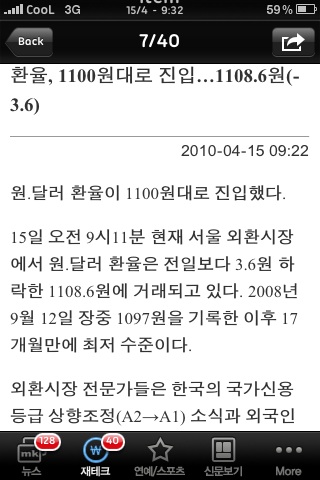 CooL 3G 15/4 - 9:32 59%
Back 7/40
환율, 1100원대로 진입...1108.6원(-
3.6)
2010-04-15 09:22
원.달러 환율이 1100원대로 진입했다.
15일 오전 9시11분 현재 서울 외환시장
에서 원.달러 환율은 전일보다 3.6원 하
락한 1108.6원에 거래되고 있다. 2008년
9월 12일 장중 1097원을 기록한 이후 17
개월만에 최저 수준이다.
외환시장 전문가들은 한국의 국가신용
등급 상향조정(A2→A1) 소식과 외국인
mk 128 ₩ 40
뉴스 재테크 연예/스포츠 신문보기 More